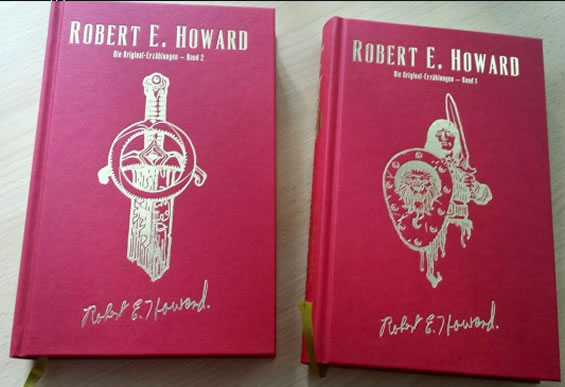 ROBERT E. HOWARD
Die Original-Erzählungen – Band 2
Robert E. Howard.
ROBERT E. HOWARD
Die Original-Erzählungen – Band 1
Robert E. Howard.